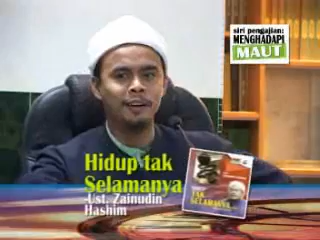 siri pengajian:
MENGHADAPI
MAUT
Hidup tak
Selamanya
-Ust. Zainudin
Hashim
TAK
SELAMANYA